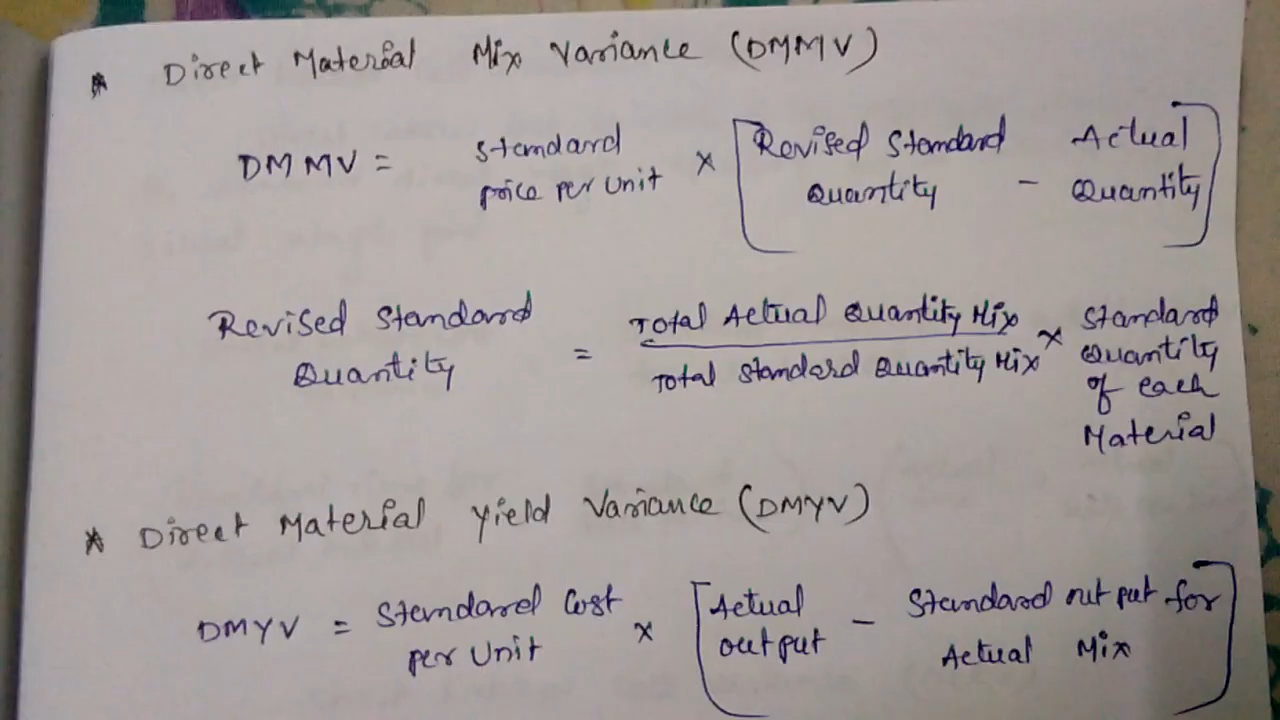 * Direct Material Mix Variance (DMMV)
DMMV = Standard price per unit × [Revised Standard Quantity - Actual Quantity]
Revised Standard Quantity = Total Actual Quantity Mix / Total Standard Quantity Mix × Standard Quantity of each Material
* Direct Material Yield Variance (DMYV)
DMYV = Standard Cost per Unit × [Actual output - Standard output for Actual Mix]